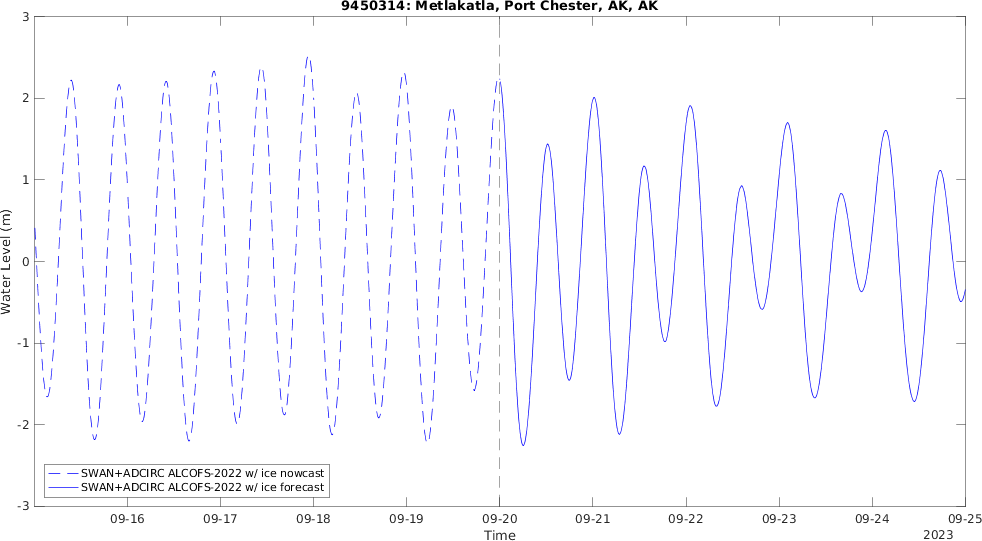 9450314: Metlakatla, Port Chester, AK, AK
3
2
1
0
-1
-2
-3
Water Level (m)
SWAN+ADCIRC ALCOFS-2022 w/ ice nowcast
SWAN+ADCIRC ALCOFS-2022 w/ ice forecast
09-16 09-17 09-18 09-19 09-20 09-21 09-22 09-23 09-24 09-25
Time
2023